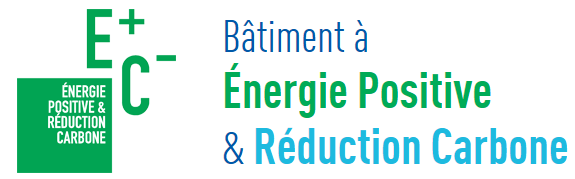 E+
C-
ÉNERGIE
POSITIVE &
RÉDUCTION
CARBONE
Bâtiment à
Énergie Positive
& Réduction Carbone